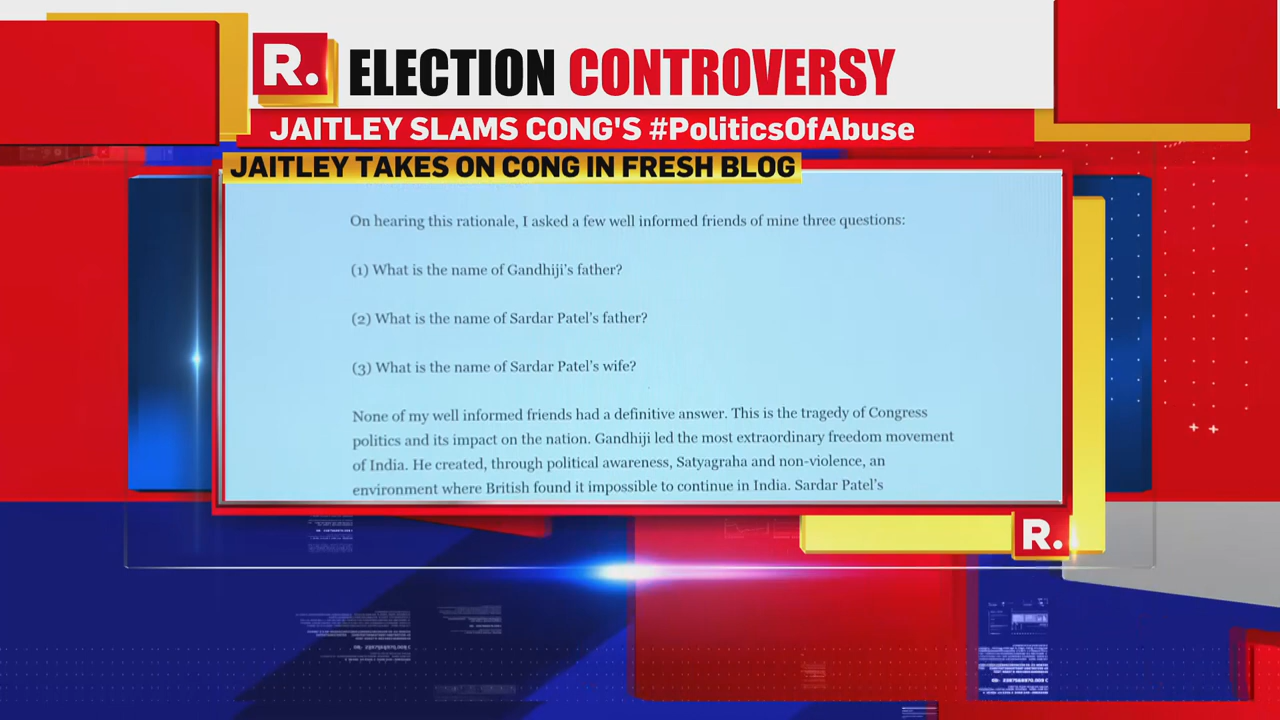 R. ELECTION CONTROVERSY
JAITLEY SLAMS CONG'S #PoliticsOfAbuse
JAITLEY TAKES ON CONG IN FRESH BLOG
On hearing this rationale, I asked a few well informed friends of mine three questions:
(1) What is the name of Gandhiji's father?
(2) What is the name of Sardar Patel's father?
(3) What is the name of Sardar Patel's wife?
None of my well informed friends had a definitive answer. This is the tragedy of Congress
politics and its impact on the nation. Gandhiji led the most extraordinary freedom movement
of India. He created, through political awareness, Satyagraha and non-violence, an
environment where British found it impossible to continue in India. Sardar Patel's
R.